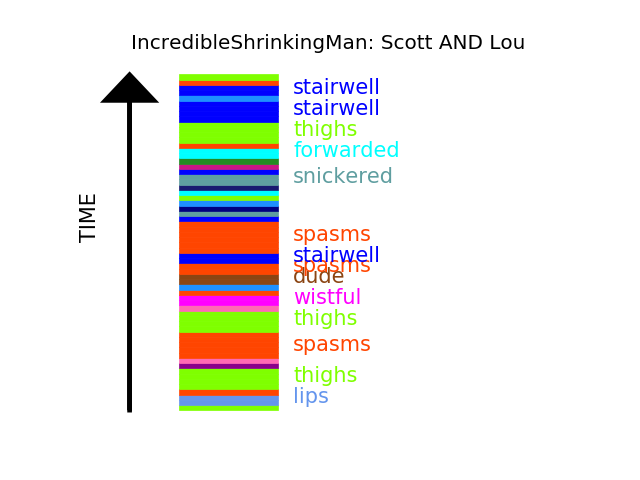 IncredibleShrinkingMan: Scott AND Lou
stairwell
stairwell
thighs
forwarded
snickered
TIME
spasms
stairwell
spasms
dude
wistful
thighs
spasms
thighs
lips